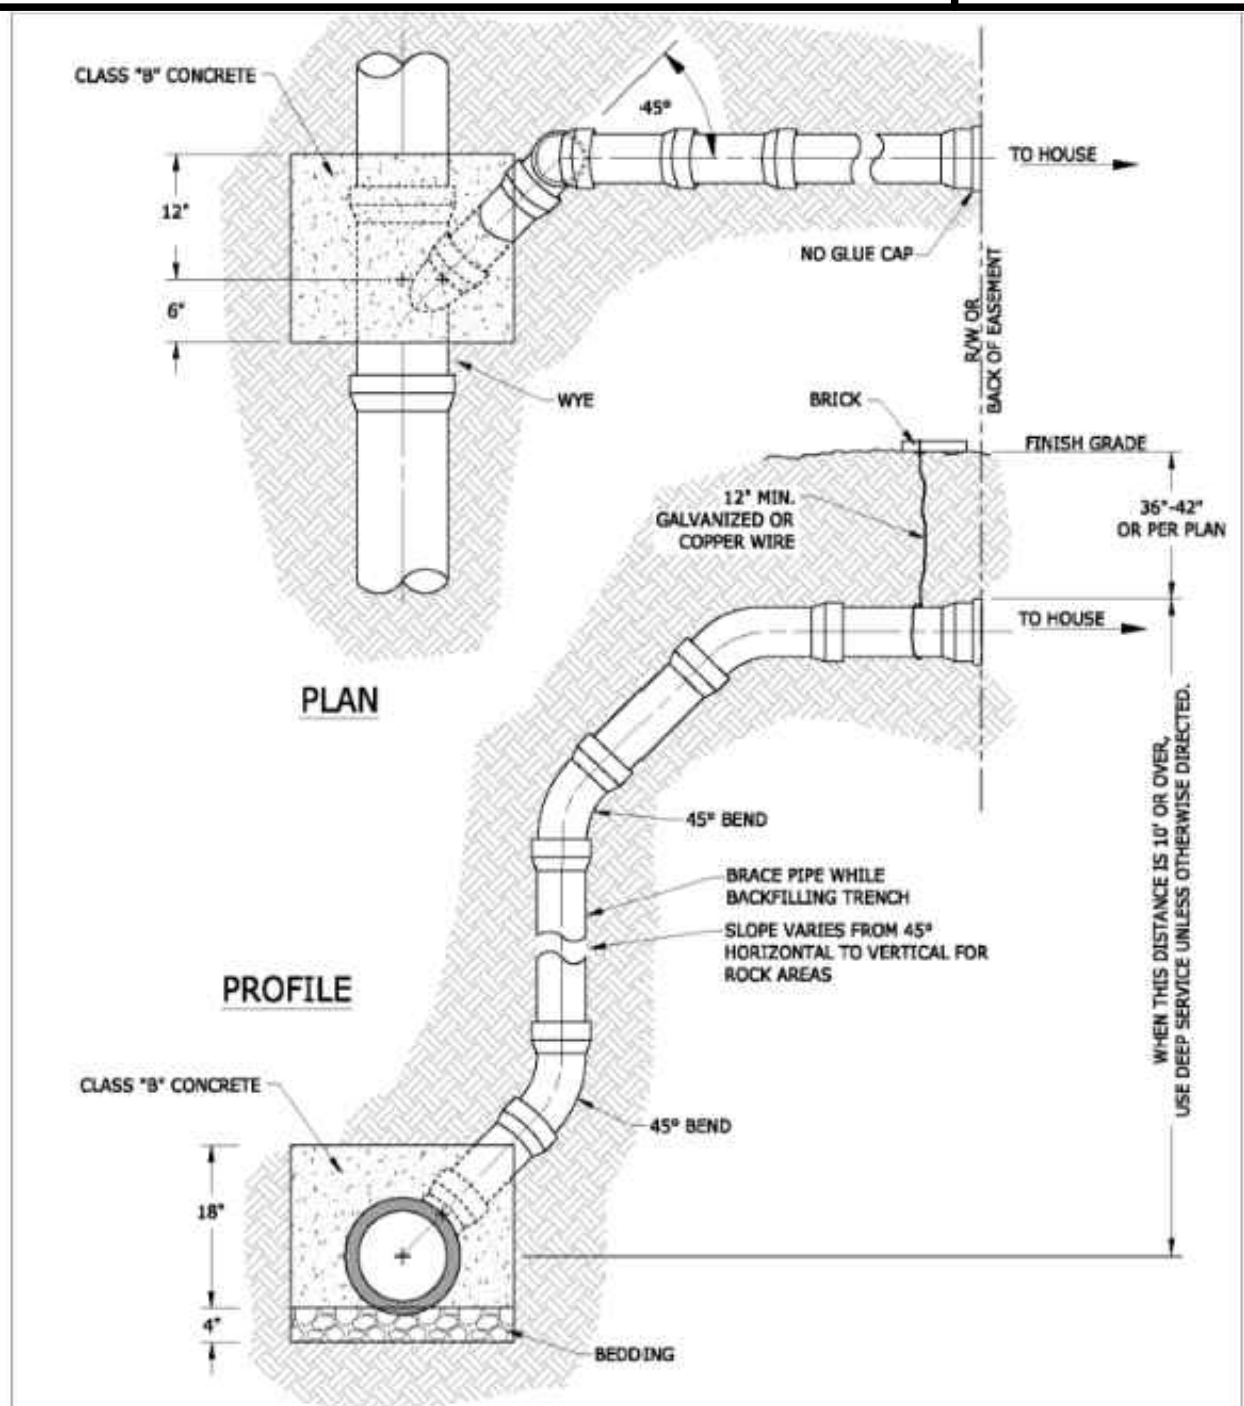 CLASS "B" CONCRETE
45°
TO HOUSE
12"
NO GLUE CAP
6"
R/W OR
BACK OF EASEMENT
WYE
BRICK
FINISH GRADE
12" MIN.
GALVANIZED OR
COPPER WIRE
36"-42"
OR PER PLAN
TO HOUSE
PLAN
WHEN THIS DISTANCE IS 10' OR OVER,
USE DEEP SERVICE UNLESS OTHERWISE DIRECTED.
45° BEND
BRACE PIPE WHILE
BACKFILLING TRENCH
SLOPE VARIES FROM 45°
HORIZONTAL TO VERTICAL FOR
ROCK AREAS
PROFILE
CLASS "B" CONCRETE
45° BEND
18"
4"
BEDDING